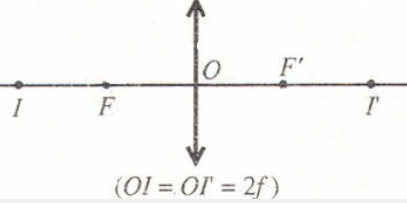 O F′
I F I′
(OI = OI′ = 2f)